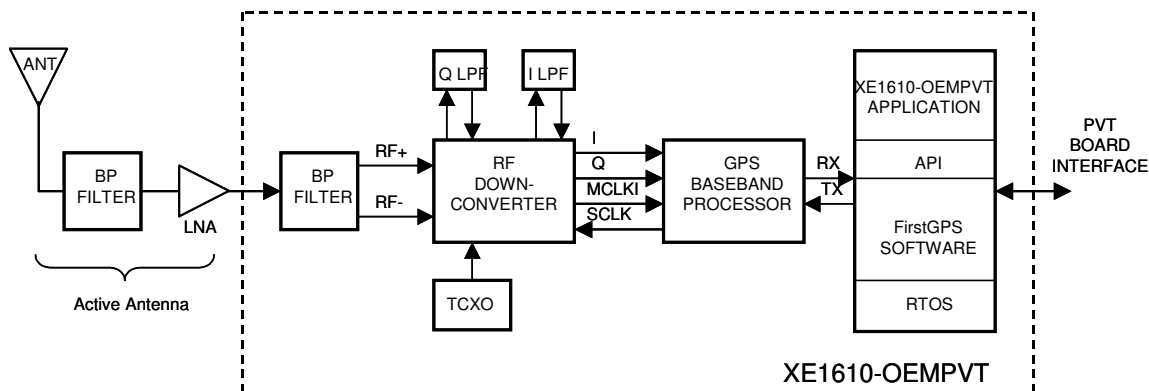 ANT
BP
FILTER
LNA
Active Antenna
BP
FILTER
RF+
RF-
Q LPF
I LPF
RF
DOWN-
CONVERTER
TCXO
I
Q
MCLKI
SCLK
GPS
BASEBAND
PROCESSOR
RX
TX
XE1610-OEMPVT
APPLICATION
API
FirstGPS
SOFTWARE
RTOS
PVT
BOARD
INTERFACE
XE1610-OEMPVT